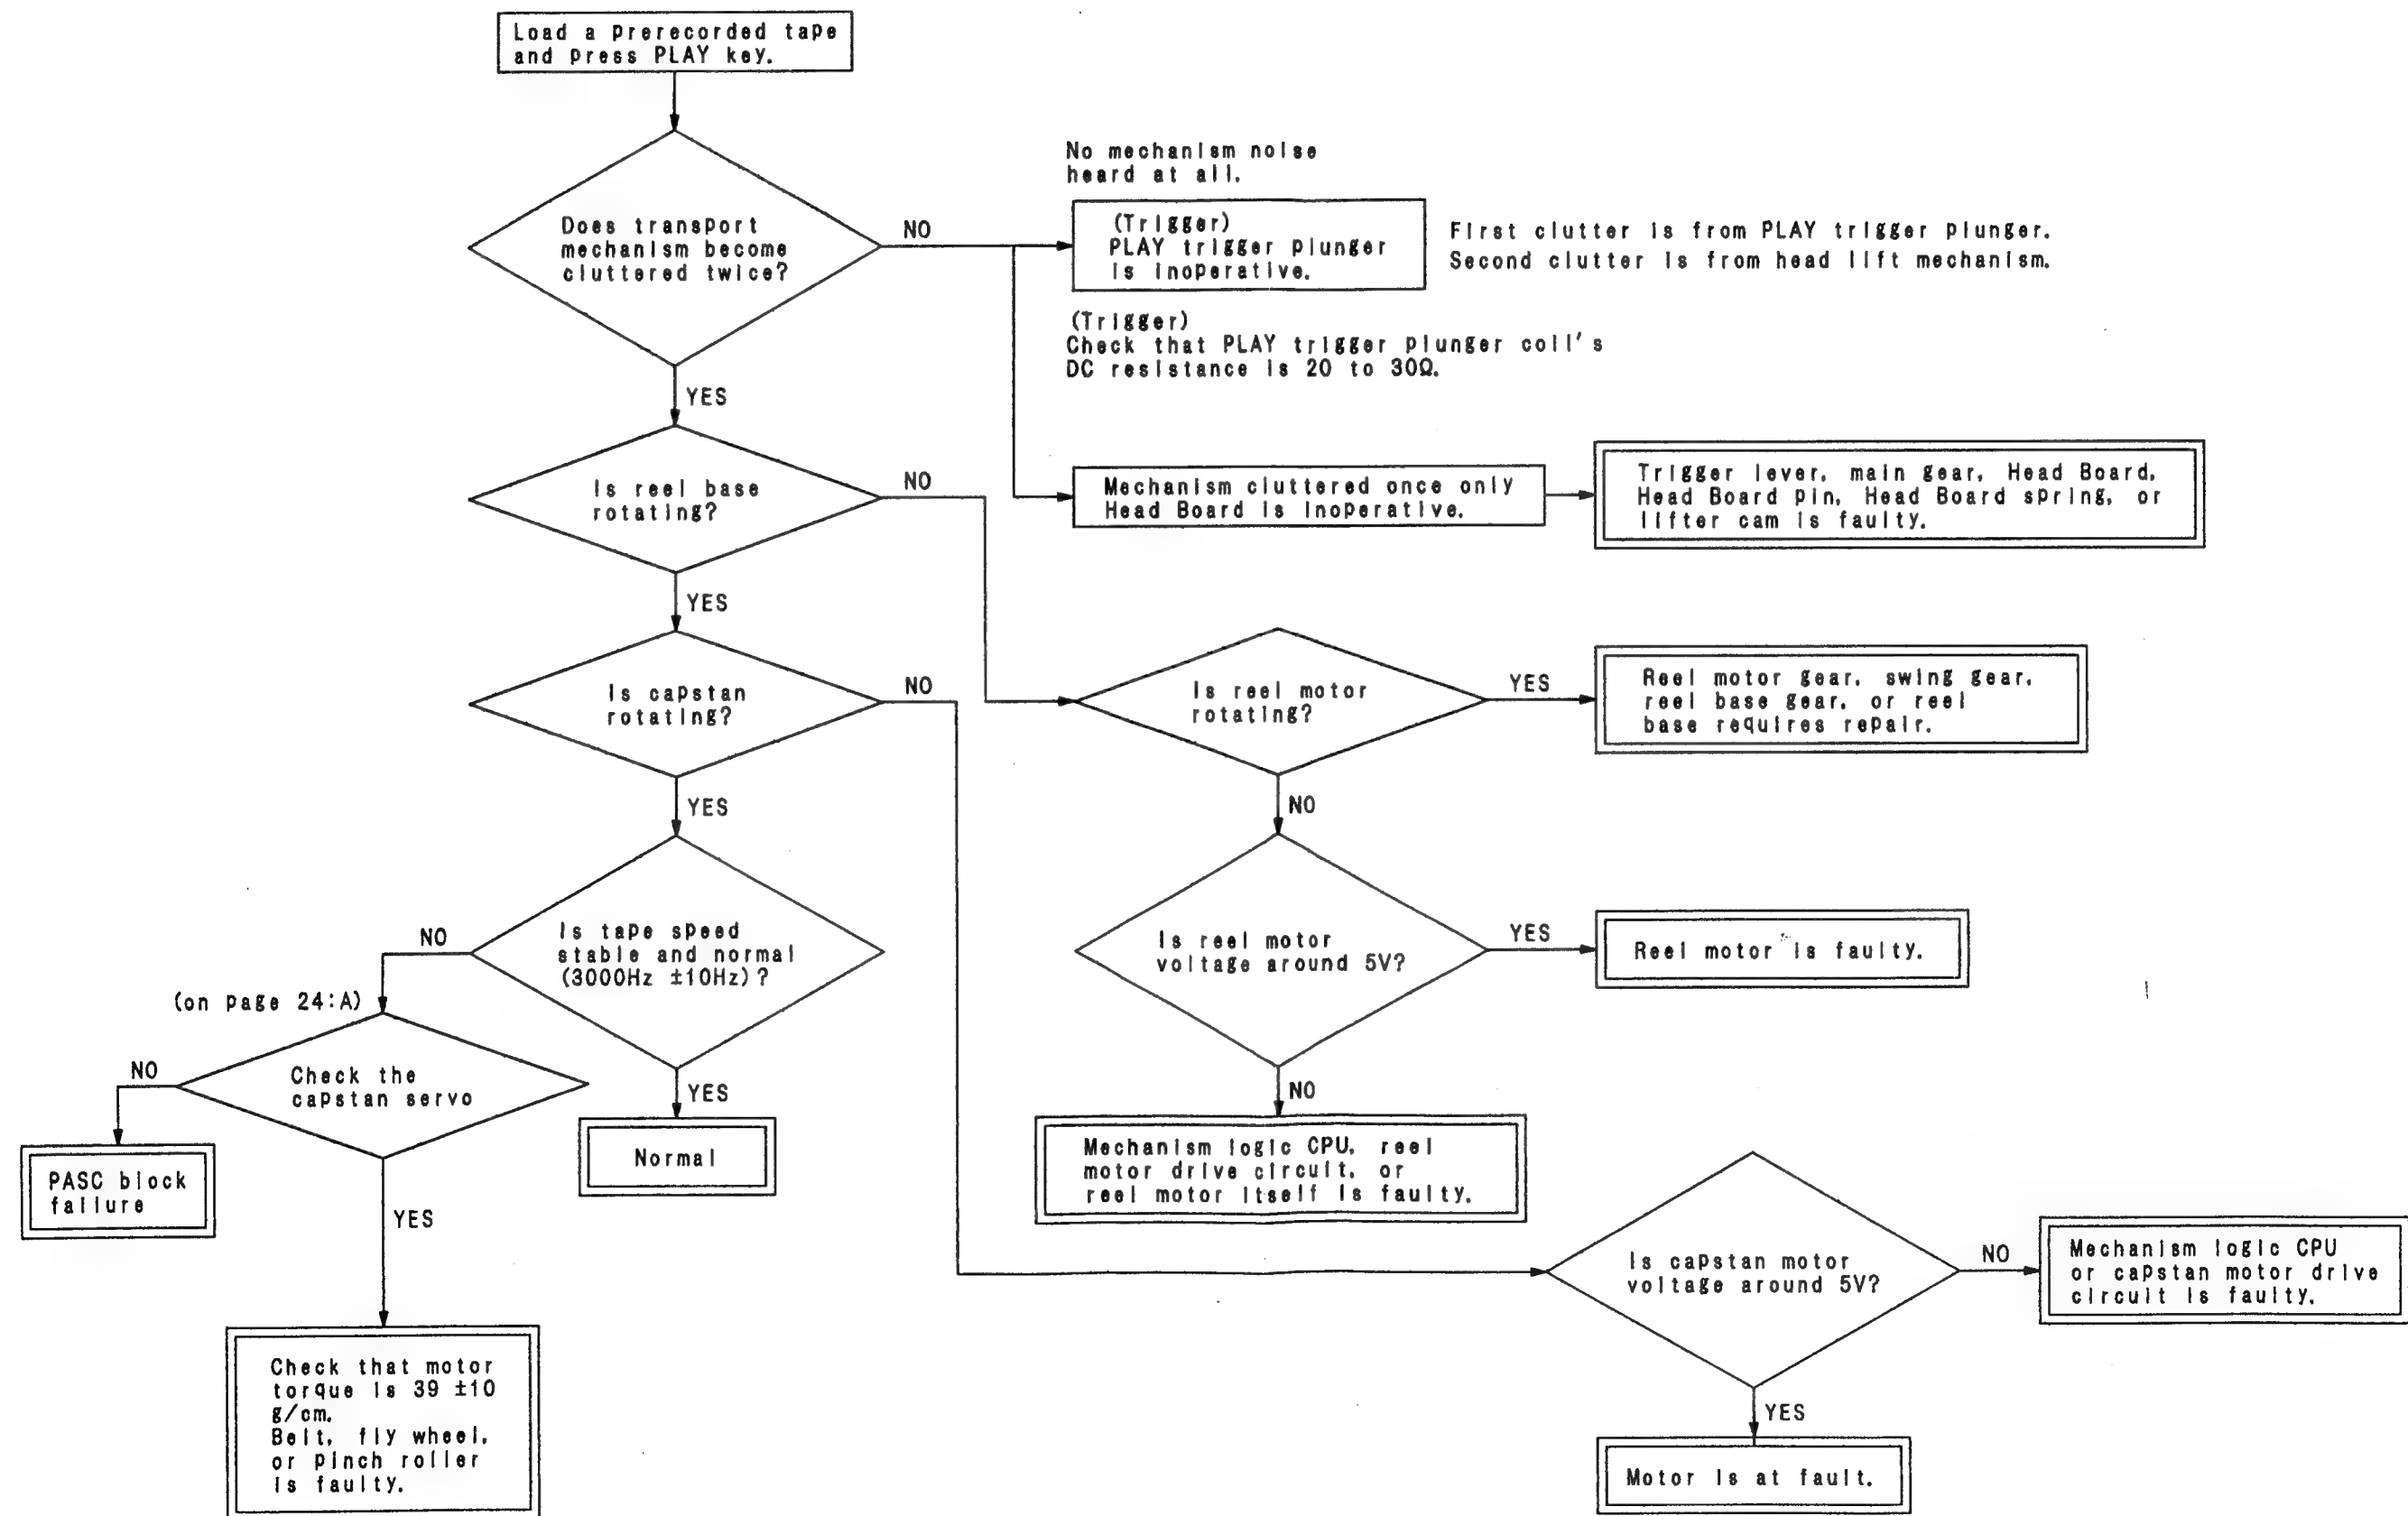 Load a prerecorded tape
and press PLAY key.
No mechanism noise
heard at all.
Does transport
mechanism become
cluttered twice?
NO
(Trigger)
PLAY trigger plunger
is inoperative.
First clutter is from PLAY trigger plunger.
Second clutter is from head lift mechanism.
(Trigger)
Check that PLAY trigger plunger coil's
DC resistance is 20 to 30Ω.
YES
Is reel base
rotating?
NO
Mechanism cluttered once only
Head Board is inoperative.
Trigger lever, main gear, Head Board,
Head Board pin, Head Board spring, or
lifter cam is faulty.
YES
Is capstan
rotating?
NO
Is reel motor
rotating?
YES
Reel motor gear, swing gear,
reel base gear, or reel
base requires repair.
YES
NO
Is tape speed
stable and normal
(3000Hz ±10Hz)?
NO
Is reel motor
voltage around 5V?
YES
Reel motor is faulty.
(on page 24:A)
Check the
capstan servo
NO
YES
NO
PASC block
failure
Normal
Mechanism logic CPU, reel
motor drive circuit, or
reel motor itself is faulty.
YES
Is capstan motor
voltage around 5V?
NO
Mechanism logic CPU
or capstan motor drive
circuit is faulty.
Check that motor
torque is 39 ±10
g/cm.
Belt, fly wheel,
or pinch roller
is faulty.
YES
Motor is at fault.